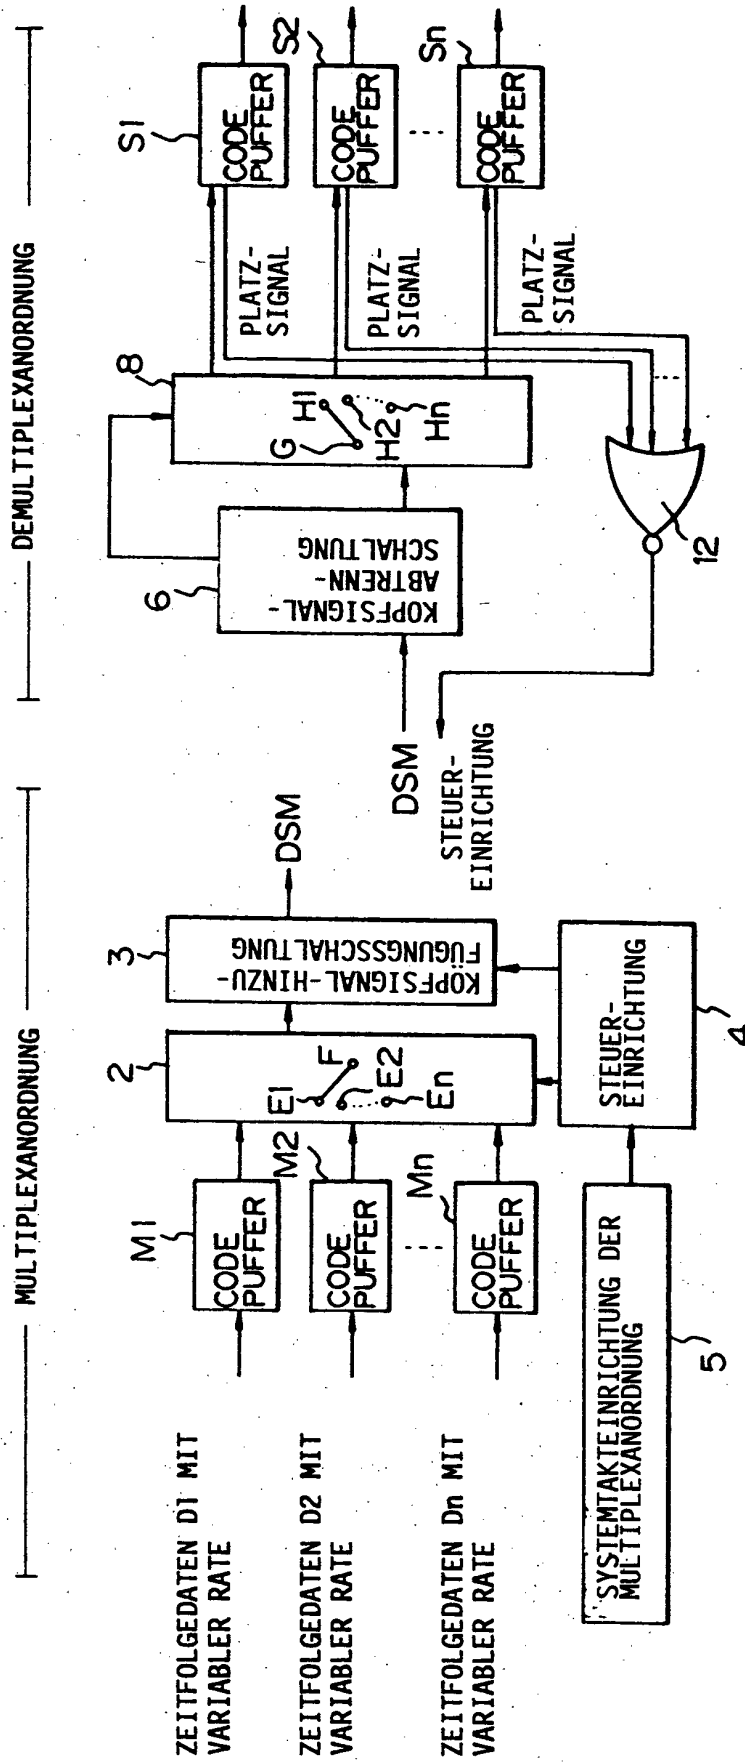 MULTIPLEXANORDNUNG
DEMULTIPLEXANORDNUNG
ZEITFOLGEDATEN D1 MIT
VARIABLER RATE
ZEITFOLGEDATEN D2 MIT
VARIABLER RATE
ZEITFOLGEDATEN Dn MIT
VARIABLER RATE
M1
CODE
PUFFER
M2
CODE
PUFFER
Mn
CODE
PUFFER
2
E1
F
E2
En
3
KOPFSIGNAL-HINZU-
FÜGUNGSSCHALTUNG
DSM
SYSTEMTAKTEINRICHTUNG DER
MULTIPLEXANORDNUNG
5
STEUER-
EINRICHTUNG
4
DSM
STEUER-
EINRICHTUNG
6
KOPFSIGNAL-
ABTRENN-
SCHALTUNG
8
G
H1
H2
Hn
PLATZ-
SIGNAL
PLATZ-
SIGNAL
PLATZ-
SIGNAL
12
S1
CODE
PUFFER
S2
CODE
PUFFER
Sn
CODE
PUFFER